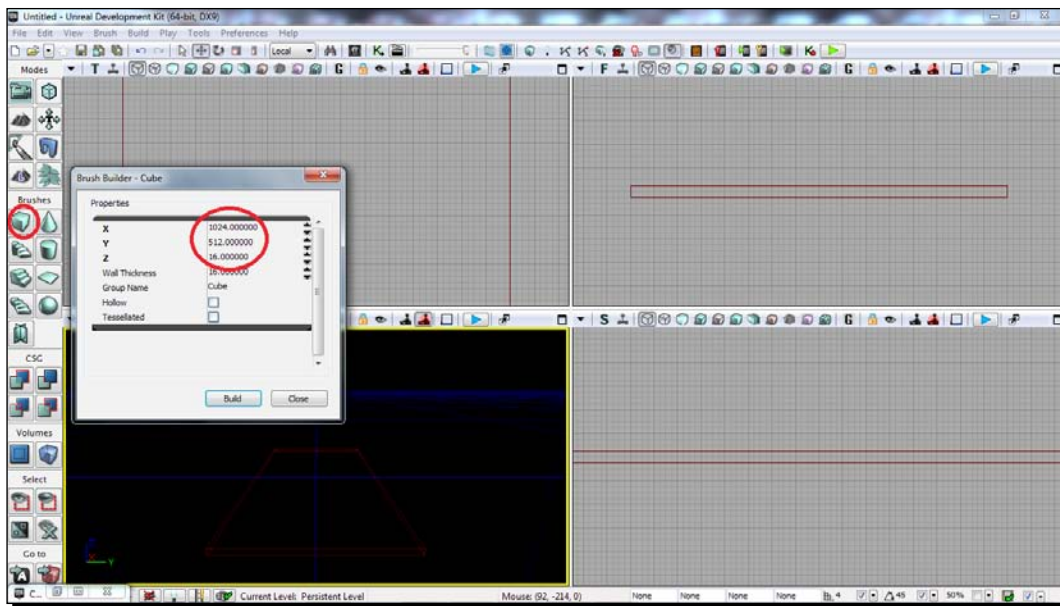 Untitled - Unreal Development Kit (64-bit, DX9)
File Edit View Brush Build Play Tools Preferences Help
Local
Modes
T
G
F
G
Brush Builder - Cube
Properties
X 1024.000000
Y 512.000000
Z 16.000000
Wall Thickness 16.000000
Group Name Cube
Hollow
Tessellated
Build Close
Brushes
S
G
CSG
Volumes
Select
Go to
X Y
C...
Current Level: Persistent Level
Mouse: (92, -214, 0)
None None None None
4 45 50%